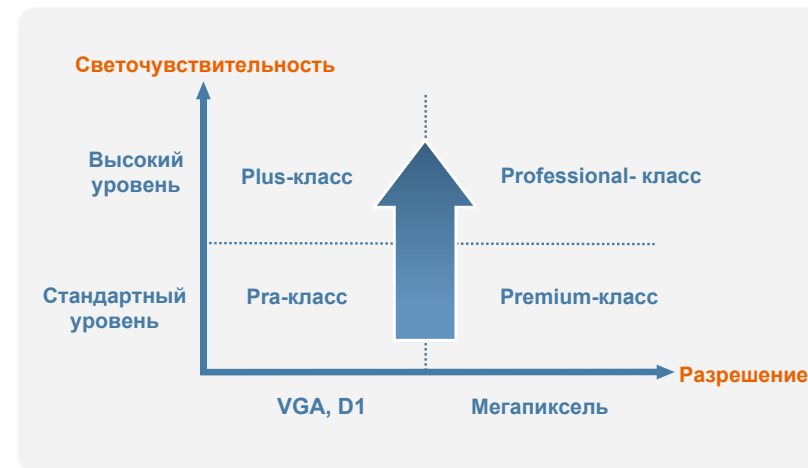 Светочувствительность
Высокий
уровень
Plus-класс
Professional- класс
Стандартный
уровень
Pra-класс
Premium-класс
Разрешение
VGA, D1
Мегапиксель